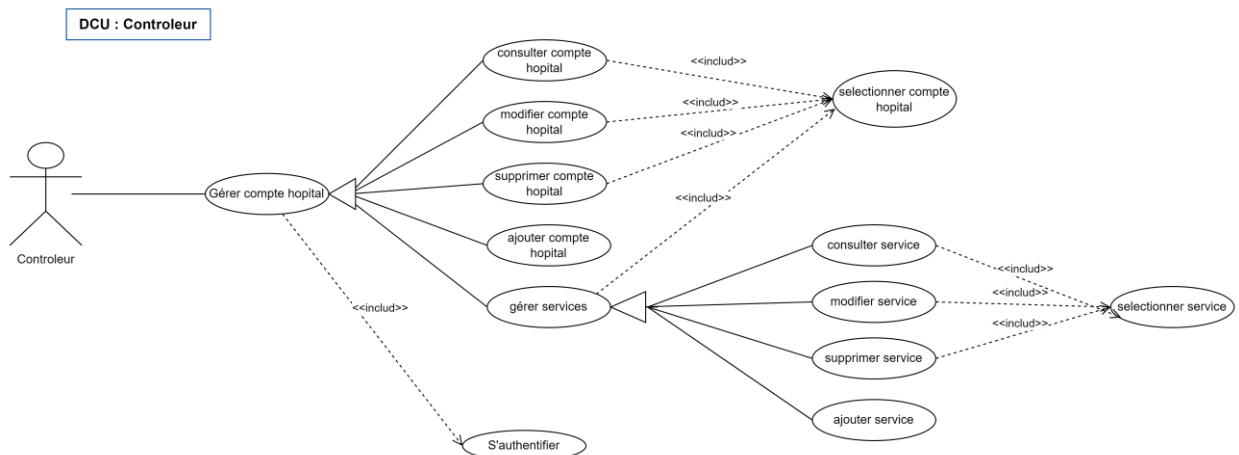 DCU : Controleur
consulter compte
hopital
<<includ>>
selectionner compte
hopital
modifier compte
hopital
<<includ>>
<<includ>>
supprimer compte
hopital
Gérer compte hopital
<<includ>>
ajouter compte
hopital
Controleur
consulter service
<<includ>>
gérer services
modifier service
<<includ>>
selectionner service
<<includ>>
<<includ>>
supprimer service
ajouter service
S'authentifier